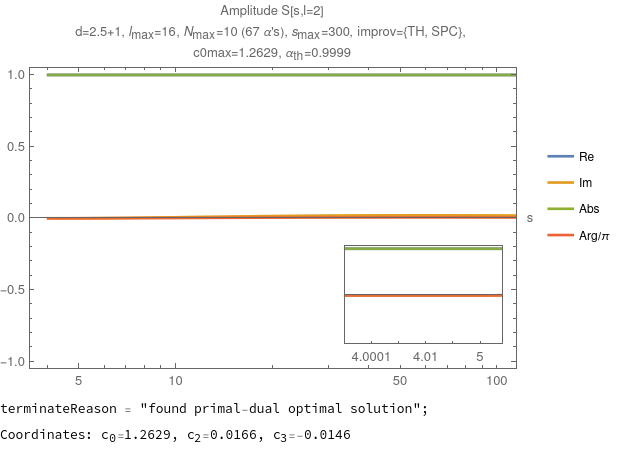 Amplitude S[s,l=2]
d=2.5+1, lmax=16, Nmax=10 (67 α's), smax=300, improv={TH, SPC},
c0max=1.2629, αth=0.9999
1.0
0.5
0.0
-0.5
-1.0
s
5
10
50
100
4.0001
4.01
5
Re
Im
Abs
Arg/π
terminateReason = "found primal-dual optimal solution";
Coordinates: c0=1.2629, c2=0.0166, c3=-0.0146